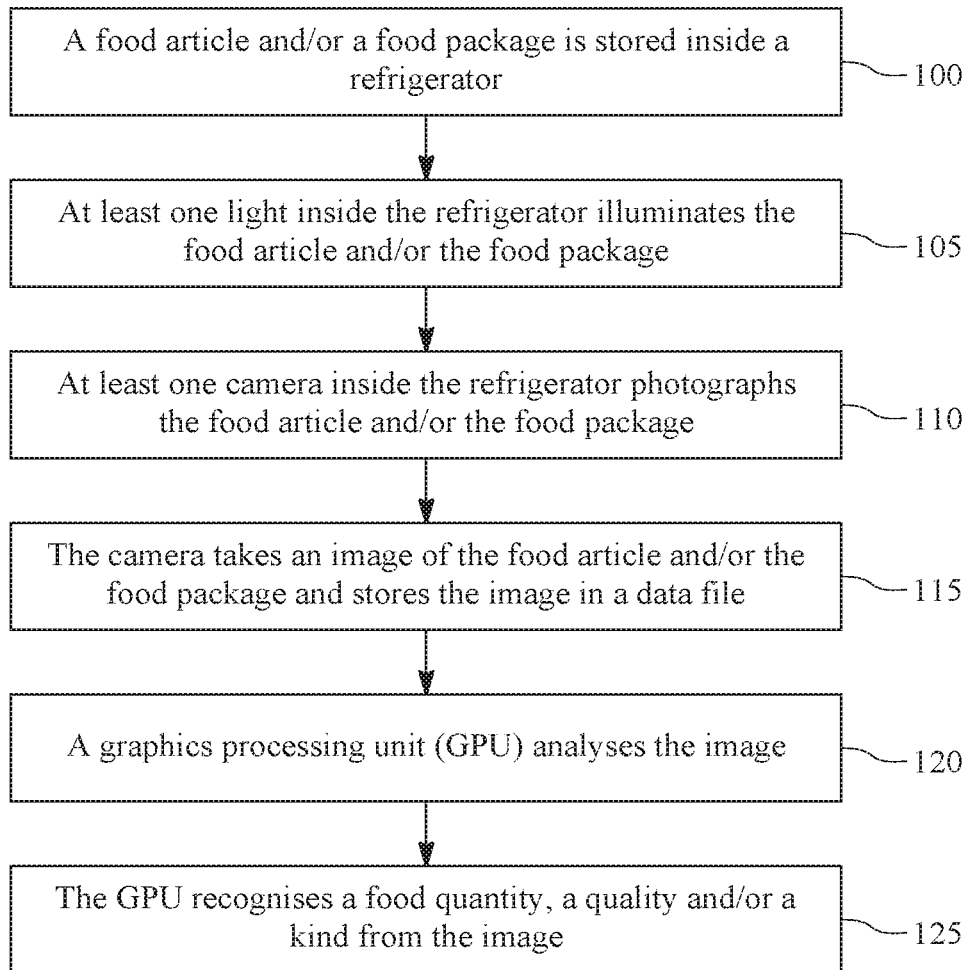 A food article and/or a food package is stored inside a
refrigerator
100
At least one light inside the refrigerator illuminates the
food article and/or the food package
105
At least one camera inside the refrigerator photographs
the food article and/or the food package
110
The camera takes an image of the food article and/or the
food package and stores the image in a data file
115
A graphics processing unit (GPU) analyses the image
120
The GPU recognises a food quantity, a quality and/or a
kind from the image
125